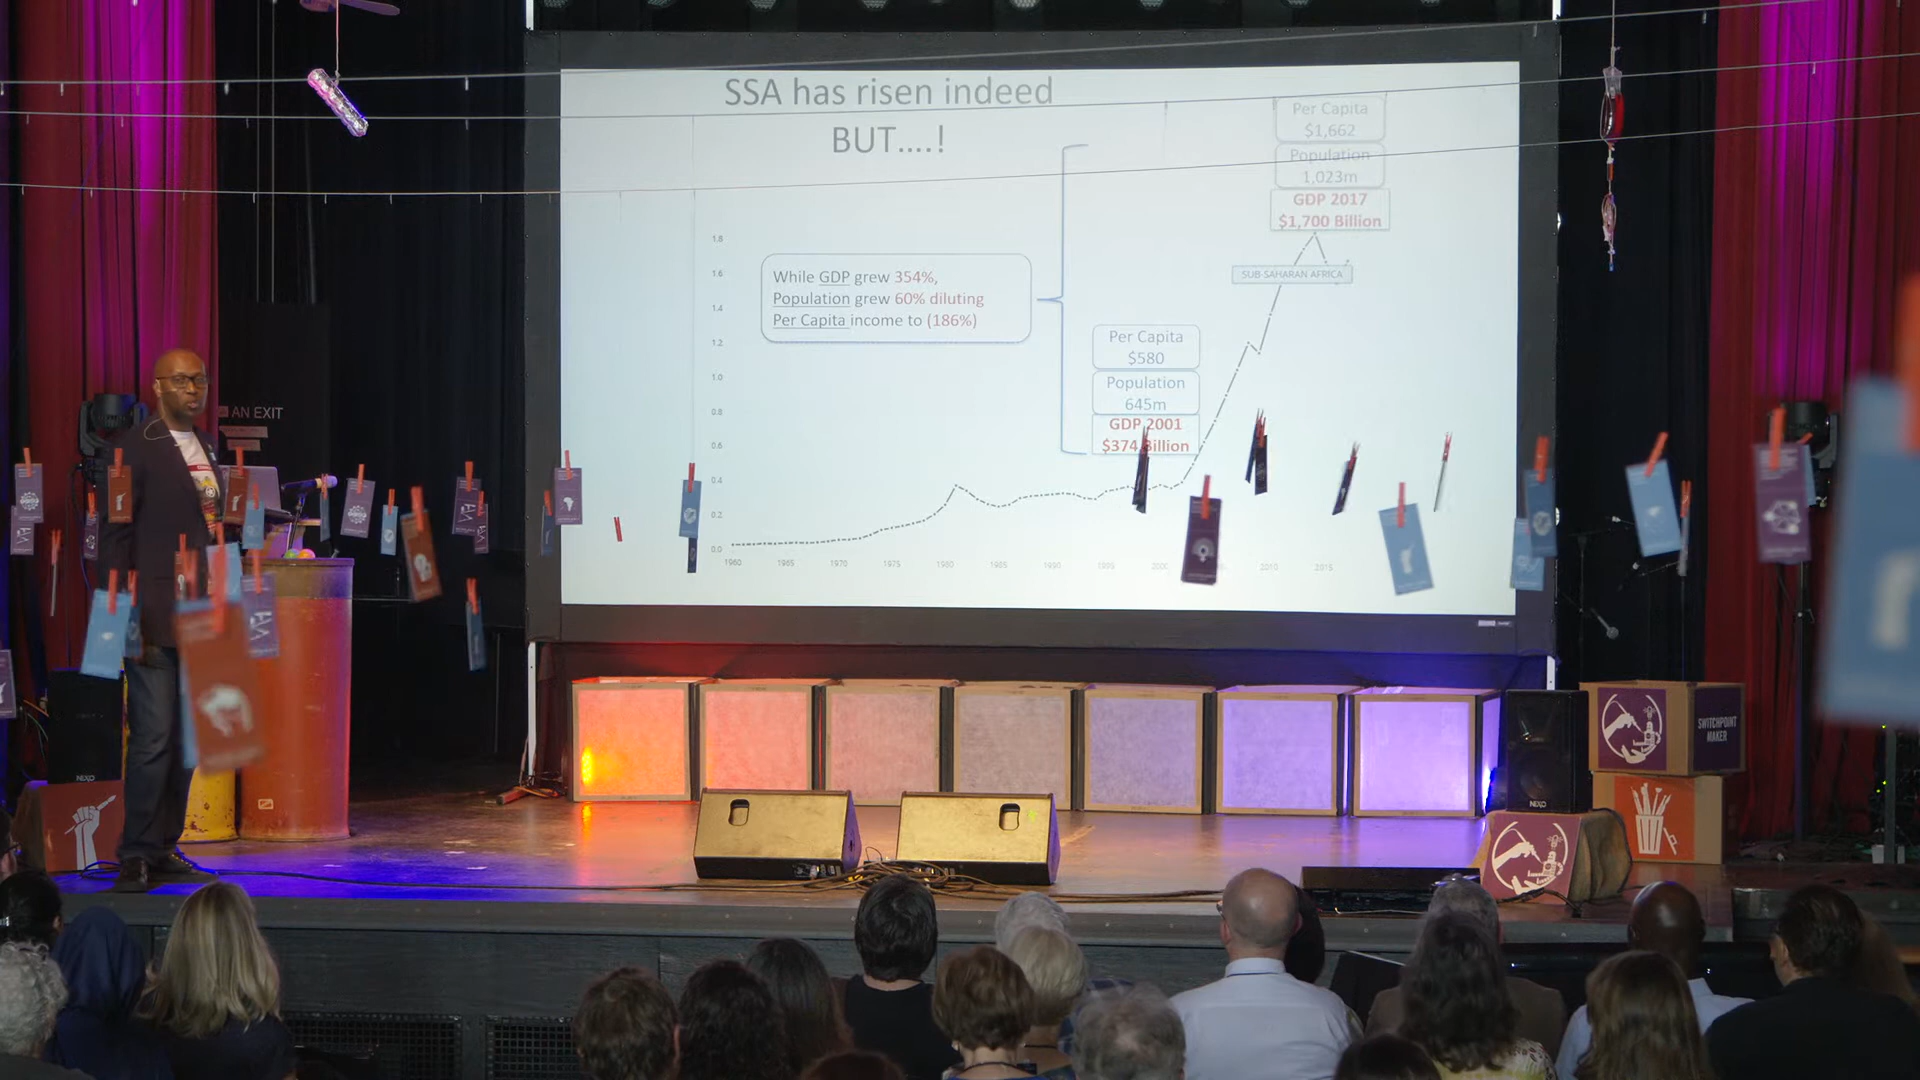 SSA has risen indeed
BUT....!
Per Capita
$1,662
Population
1,023m
GDP 2017
$1,700 Billion
SUB-SAHARAN AFRICA
While GDP grew 354%,
Population grew 60% diluting
Per Capita income to (186%)
Per Capita
$580
Population
645m
GDP 2001
$374 Billion
1.8
1.6
1.4
1.2
1.0
0.8
0.6
0.4
0.2
0.0
1960 1965 1970 1975 1980 1985 1990 1995 2000 2010 2015
AN EXIT
SWITCHPOINT
MAKER
NEXO
NEXO